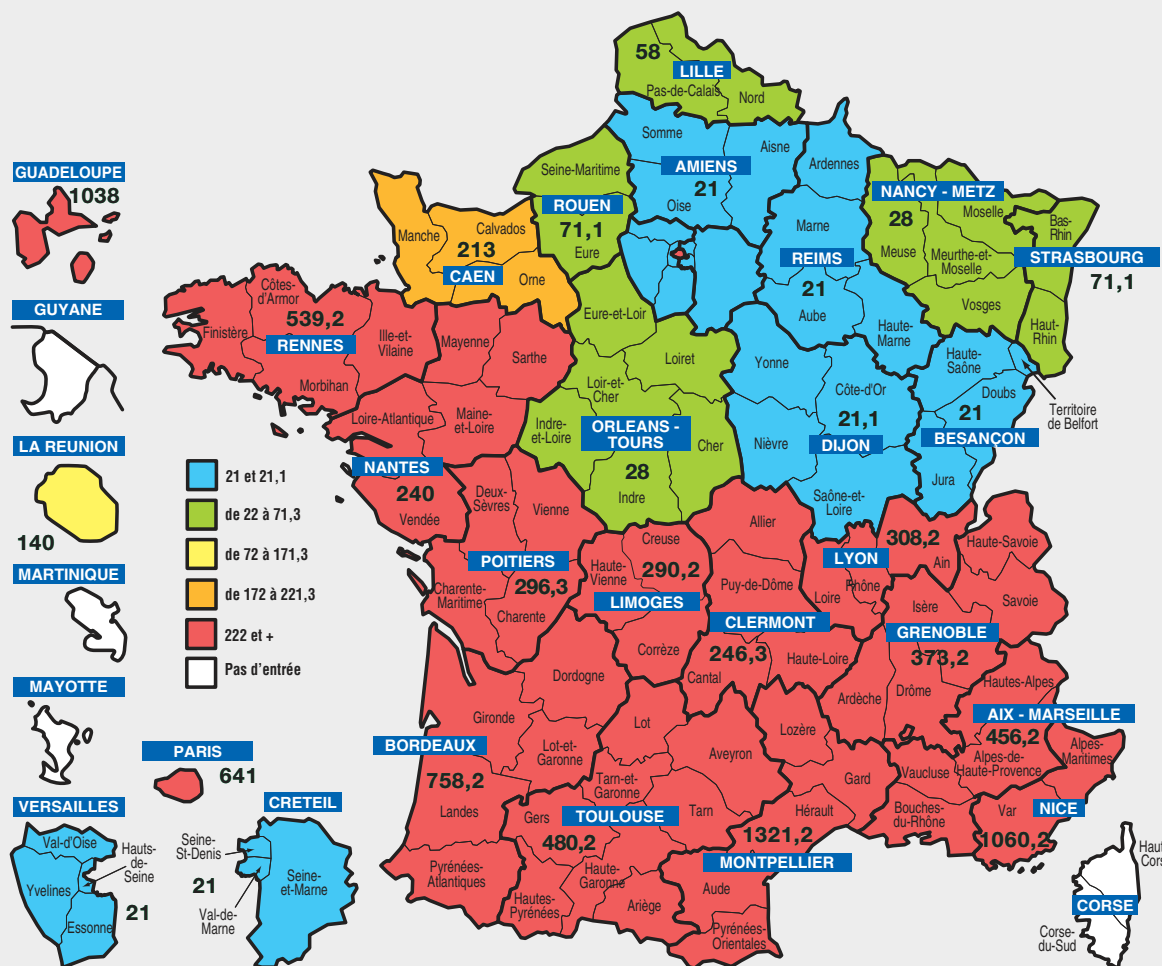 58
LILLE
Pas-de-Calais
Nord
Somme
Aisne
Ardennes
AMIENS
21
Oise
GUADELOUPE
1038
Seine-Maritime
ROUEN
71,1
Eure
NANCY - METZ
28
Moselle
Meuse
Meurthe-et-
Moselle
Vosges
Bas-
Rhin
STRASBOURG
71,1
Haut-
Rhin
Manche
Calvados
213
CAEN
Orne
Marne
REIMS
21
Aube
Haute-
Marne
GUYANE
Côtes-
d'Armor
Finistère
539,2
RENNES
Ille-et-
Vilaine
Morbihan
Mayenne
Sarthe
Loire-Atlantique
Maine-
et-Loire
NANTES
240
Vendée
Eure-et-Loir
Loiret
Loir-et-
Cher
Indre-
et-Loire
ORLEANS -
TOURS
28
Cher
Indre
Yonne
Côte-d'Or
21,1
Nièvre
DIJON
Saône-et-
Loire
Haute-
Saône
Doubs
21
BESANÇON
Jura
Territoire
de Belfort
LA REUNION
140
21 et 21,1
de 22 à 71,3
de 72 à 171,3
de 172 à 221,3
222 et +
Pas d'entrée
MARTINIQUE
MAYOTTE
Deux-
Sèvres
Vienne
POITIERS
296,3
Charente-
Maritime
Charente
Creuse
Haute-
Vienne
290,2
LIMOGES
Corrèze
Allier
Puy-de-Dôme
CLERMONT
246,3
Haute-Loire
Cantal
LYON
308,2
Ain
Rhône
Loire
Haute-Savoie
Savoie
Isère
GRENOBLE
373,2
Ardèche
Drôme
Hautes-Alpes
AIX - MARSEILLE
456,2
Alpes-de-
Haute-Provence
Vaucluse
Bouches-
du-Rhône
Alpes-
Maritimes
Var
NICE
1060,2
Dordogne
Gironde
BORDEAUX
758,2
Lot-et-
Garonne
Landes
Pyrénées-
Atlantiques
Lot
Aveyron
Tarn-et-
Garonne
Gers
TOULOUSE
480,2
Tarn
Haute-
Garonne
Hautes-
Pyrénées
Ariège
Lozère
Gard
Hérault
1321,2
MONTPELLIER
Aude
Pyrénées-
Orientales
PARIS
641
VERSAILLES
Val-d'Oise
Hauts-
de-
Seine
Yvelines
21
Essonne
CRETEIL
Seine-
St-Denis
21
Val-de-
Marne
Seine-
et-Marne
Haut
Cors
CORSE
Corse-
du-Sud